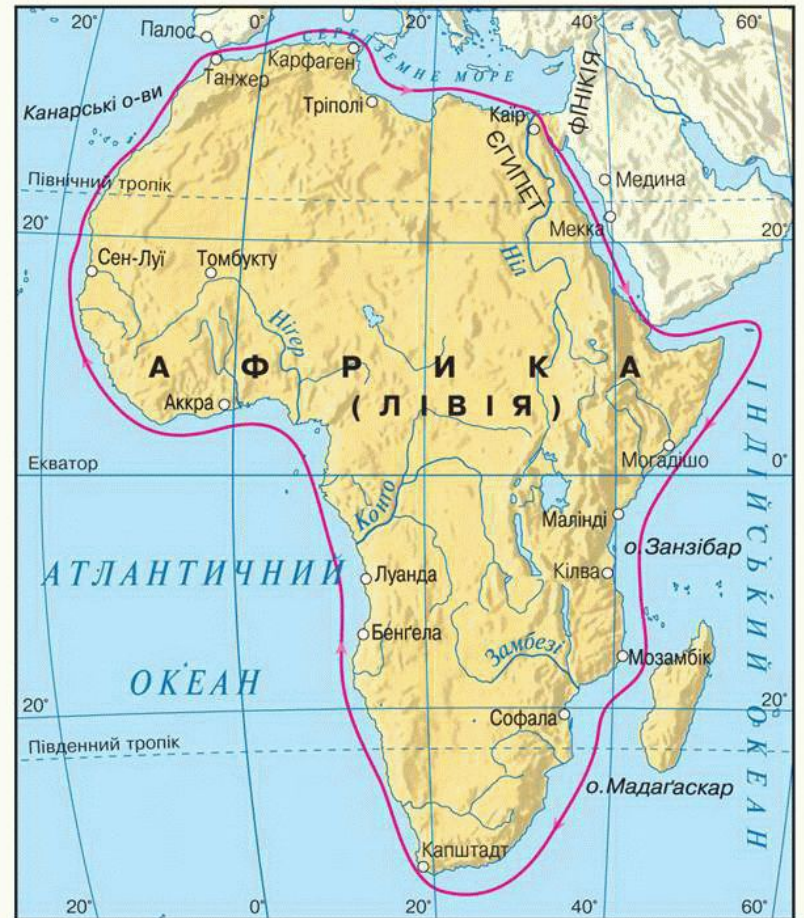 20°
0°
20°
40°
60°
Палос
СЕРЕДЗЕМНЕ МОРЕ
Карфаген
Танжер
Тріполі
Канарські о-ви
Каїр
ФІНІКІЯ
ЄГИПЕТ
Північний тропік
Медина
20°
Мекка
20°
Сен-Луї
Томбукту
Ніл
Нігер
АФРИКА
(ЛІВІЯ)
Аккра
ІНДІЙСЬКИЙ ОКЕАН
Могадішо
Екватор
0°
Конго
Малінді
о.Занзібар
АТЛАНТИЧНИЙ
Луанда
Кілва
Бенґела
Замбезі
Мозамбік
ОКЕАН
20°
20°
Софала
Південний тропік
о.Мадаґаскар
Капштадт
20°
0°
20°
40°
60°